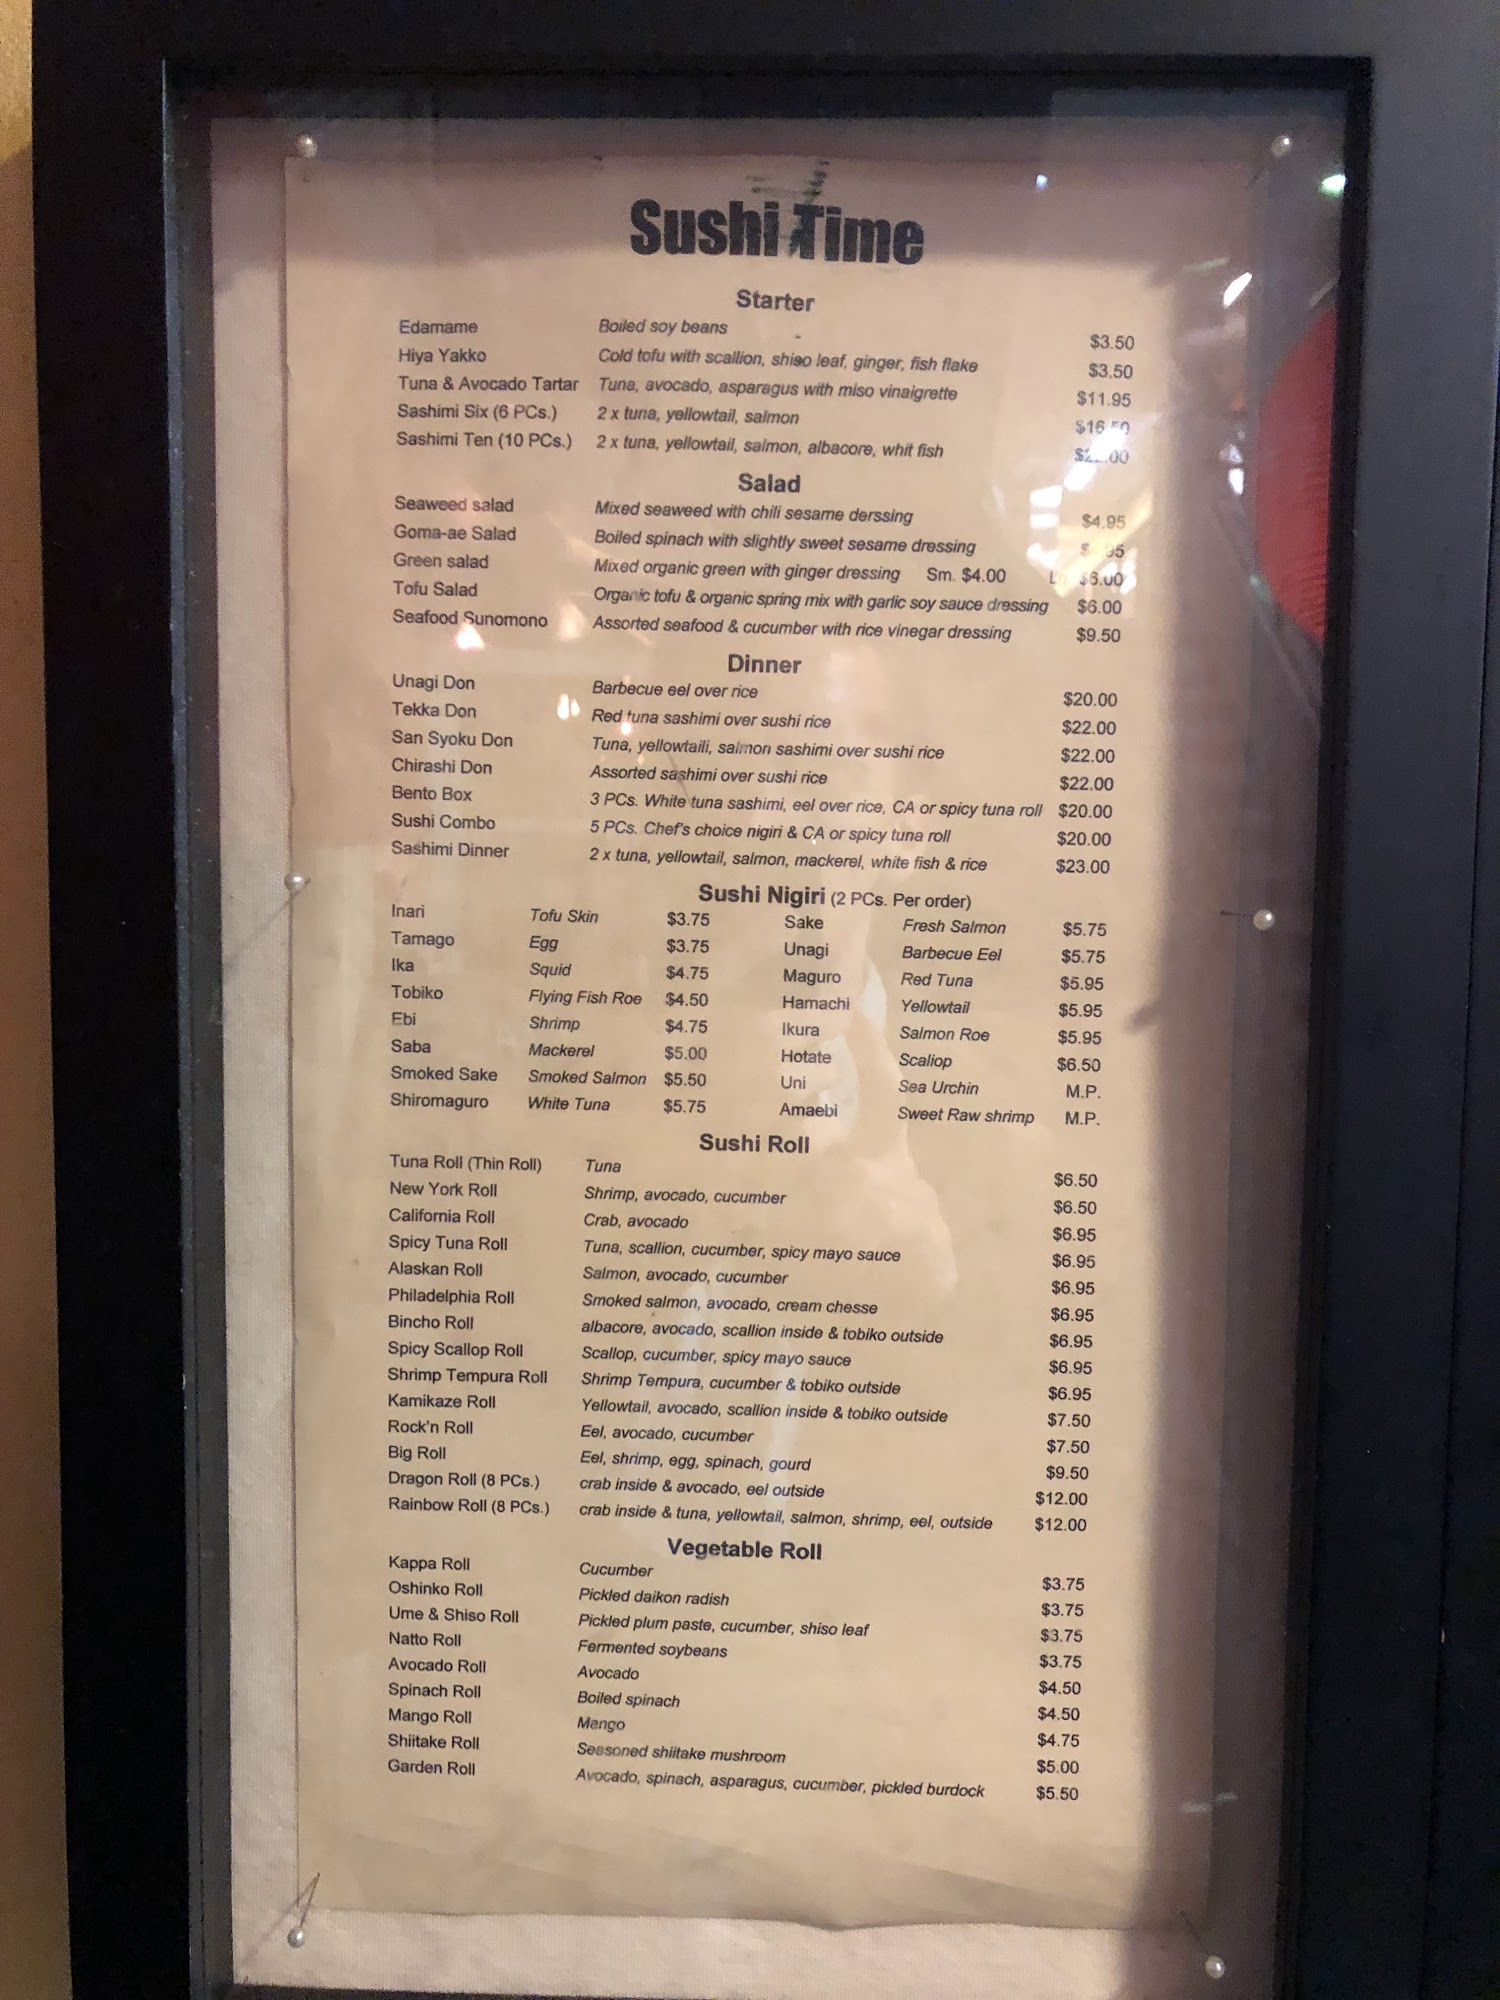 Sushi Time
Starter
Edamame Boiled soy beans $3.50
Hiya Yakko Cold tofu with scallion, shiso leaf, ginger, fish flake $3.50
Tuna & Avocado Tartar Tuna, avocado, asparagus with miso vinaigrette $11.95
Sashimi Six (6 PCs.) 2 x tuna, yellowtail, salmon
Sashimi Ten (10 PCs.) 2 x tuna, yellowtail, salmon, albacore, whit fish
Salad
Seaweed salad Mixed seaweed with chili sesame derssing $4.95
Goma-ae Salad Boiled spinach with slightly sweet sesame dressing
Green salad Mixed organic green with ginger dressing Sm. $4.00 $6.00
Tofu Salad Organic tofu & organic spring mix with garlic soy sauce dressing $6.00
Seafood Sunomono Assorted seafood & cucumber with rice vinegar dressing $9.50
Dinner
Unagi Don Barbecue eel over rice $20.00
Tekka Don Red tuna sashimi over sushi rice $22.00
San Syoku Don Tuna, yellowtaili, salmon sashimi over sushi rice $22.00
Chirashi Don Assorted sashimi over sushi rice $22.00
Bento Box 3 PCs. White tuna sashimi, eel over rice, CA or spicy tuna roll $20.00
Sushi Combo 5 PCs. Chef's choice nigiri & CA or spicy tuna roll $20.00
Sashimi Dinner 2 x tuna, yellowtail, salmon, mackerel, white fish & rice $23.00
Sushi Nigiri (2 PCs. Per order)
Inari Tofu Skin $3.75 Sake Fresh Salmon $5.75
Tamago Egg $3.75 Unagi Barbecue Eel $5.75
Ika Squid $4.75 Maguro Red Tuna $5.95
Tobiko Flying Fish Roe $4.50 Hamachi Yellowtail $5.95
Ebi Shrimp $4.75 Ikura Salmon Roe $5.95
Saba Mackerel $5.00 Hotate Scaliop $6.50
Smoked Sake Smoked Salmon $5.50 Uni Sea Urchin M.P.
Shiromaguro White Tuna $5.75 Amaebi Sweet Raw shrimp M.P.
Sushi Roll
Tuna Roll (Thin Roll) Tuna $6.50
New York Roll Shrimp, avocado, cucumber $6.50
California Roll Crab, avocado $6.95
Spicy Tuna Roll Tuna, scallion, cucumber, spicy mayo sauce $6.95
Alaskan Roll Salmon, avocado, cucumber $6.95
Philadelphia Roll Smoked salmon, avocado, cream chesse $6.95
Bincho Roll albacore, avocado, scallion inside & tobiko outside $6.95
Spicy Scallop Roll Scallop, cucumber, spicy mayo sauce $6.95
Shrimp Tempura Roll Shrimp Tempura, cucumber & tobiko outside $6.95
Kamikaze Roll Yellowtail, avocado, scallion inside & tobiko outside $7.50
Rock'n Roll Eel, avocado, cucumber $7.50
Big Roll Eel, shrimp, egg, spinach, gourd $9.50
Dragon Roll (8 PCs.) crab inside & avocado, eel outside $12.00
Rainbow Roll (8 PCs.) crab inside & tuna, yellowtail, salmon, shrimp, eel, outside $12.00
Vegetable Roll
Kappa Roll Cucumber $3.75
Oshinko Roll Pickled daikon radish $3.75
Ume & Shiso Roll Pickled plum paste, cucumber, shiso leaf $3.75
Natto Roll Fermented soybeans $3.75
Avocado Roll Avocado $4.50
Spinach Roll Boiled spinach $4.50
Mango Roll Mango $4.75
Shiitake Roll Seasoned shiitake mushroom $5.00
Garden Roll Avocado, spinach, asparagus, cucumber, pickled burdock $5.50